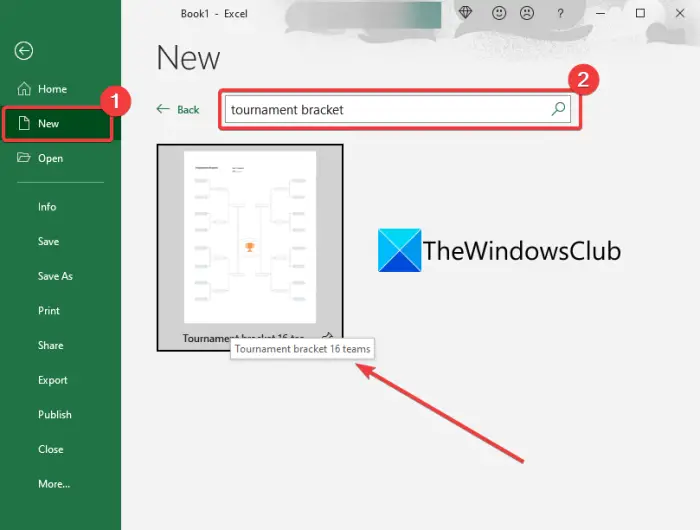 Book1 - Excel
?
New
Home
1
2
Back
tournament bracket
New
Open
Info
Save
Save As
Print
Share
Export
Publish
Close
More...
TheWindowsClub
Tournament bracket 16 tea...
Tournament bracket 16 teams